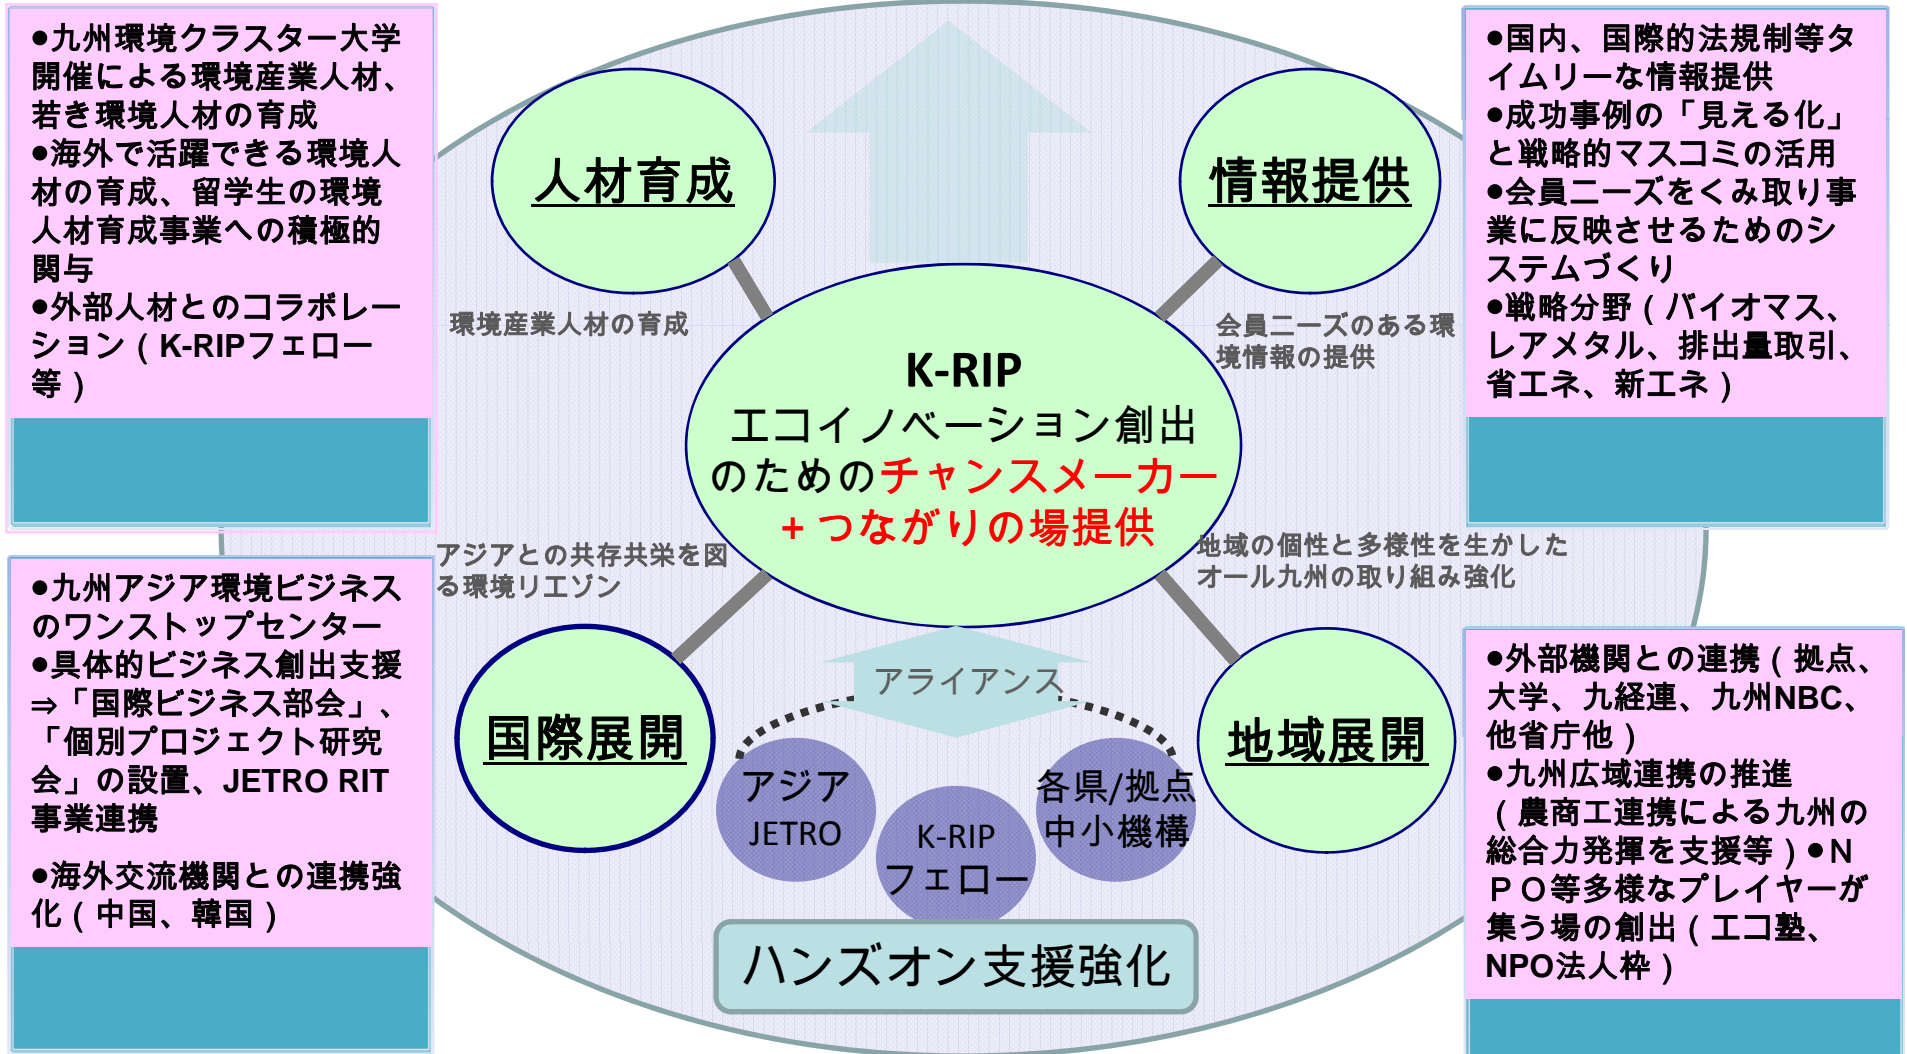 ●九州環境クラスター大学
開催による環境産業人材、
若き環境人材の育成
●海外で活躍できる環境人
材の育成、留学生の環境
人材育成事業への積極的
関与
●外部人材とのコラボレー
ション（K-RIPフェロー
等）
人材育成
環境産業人材の育成
情報提供
会員ニーズのある環
境情報の提供
●国内、国際的法規制等タ
イムリーな情報提供
●成功事例の「見える化」
と戦略的マスコミの活用
●会員ニーズをくみ取り事
業に反映させるためのシ
ステムづくり
●戦略分野（バイオマス、
レアメタル、排出量取引、
省エネ、新エネ）
K-RIP
エコイノベーション創出
のためのチャンスメーカー
+つながりの場提供
●九州アジア環境ビジネス
のワンストップセンター
●具体的ビジネス創出支援
⇒「国際ビジネス部会」、
「個別プロジェクト研究
会」の設置、JETRO RIT
事業連携
●海外交流機関との連携強
化（中国、韓国）
アジアとの共存共栄を図
る環境リエゾン
国際展開
地域の個性と多様性を生かした
オール九州の取り組み強化
地域展開
●外部機関との連携（拠点、
大学、九経連、九州NBC、
他省庁他）
●九州広域連携の推進
（農商工連携による九州の
総合力発揮を支援等）●Ｎ
ＰＯ等多様なプレイヤーが
集う場の創出（エコ塾、
NPO法人枠）
アライアンス
アジア
JETRO
K-RIP
フェロー
各県/拠点
中小機構
ハンズオン支援強化